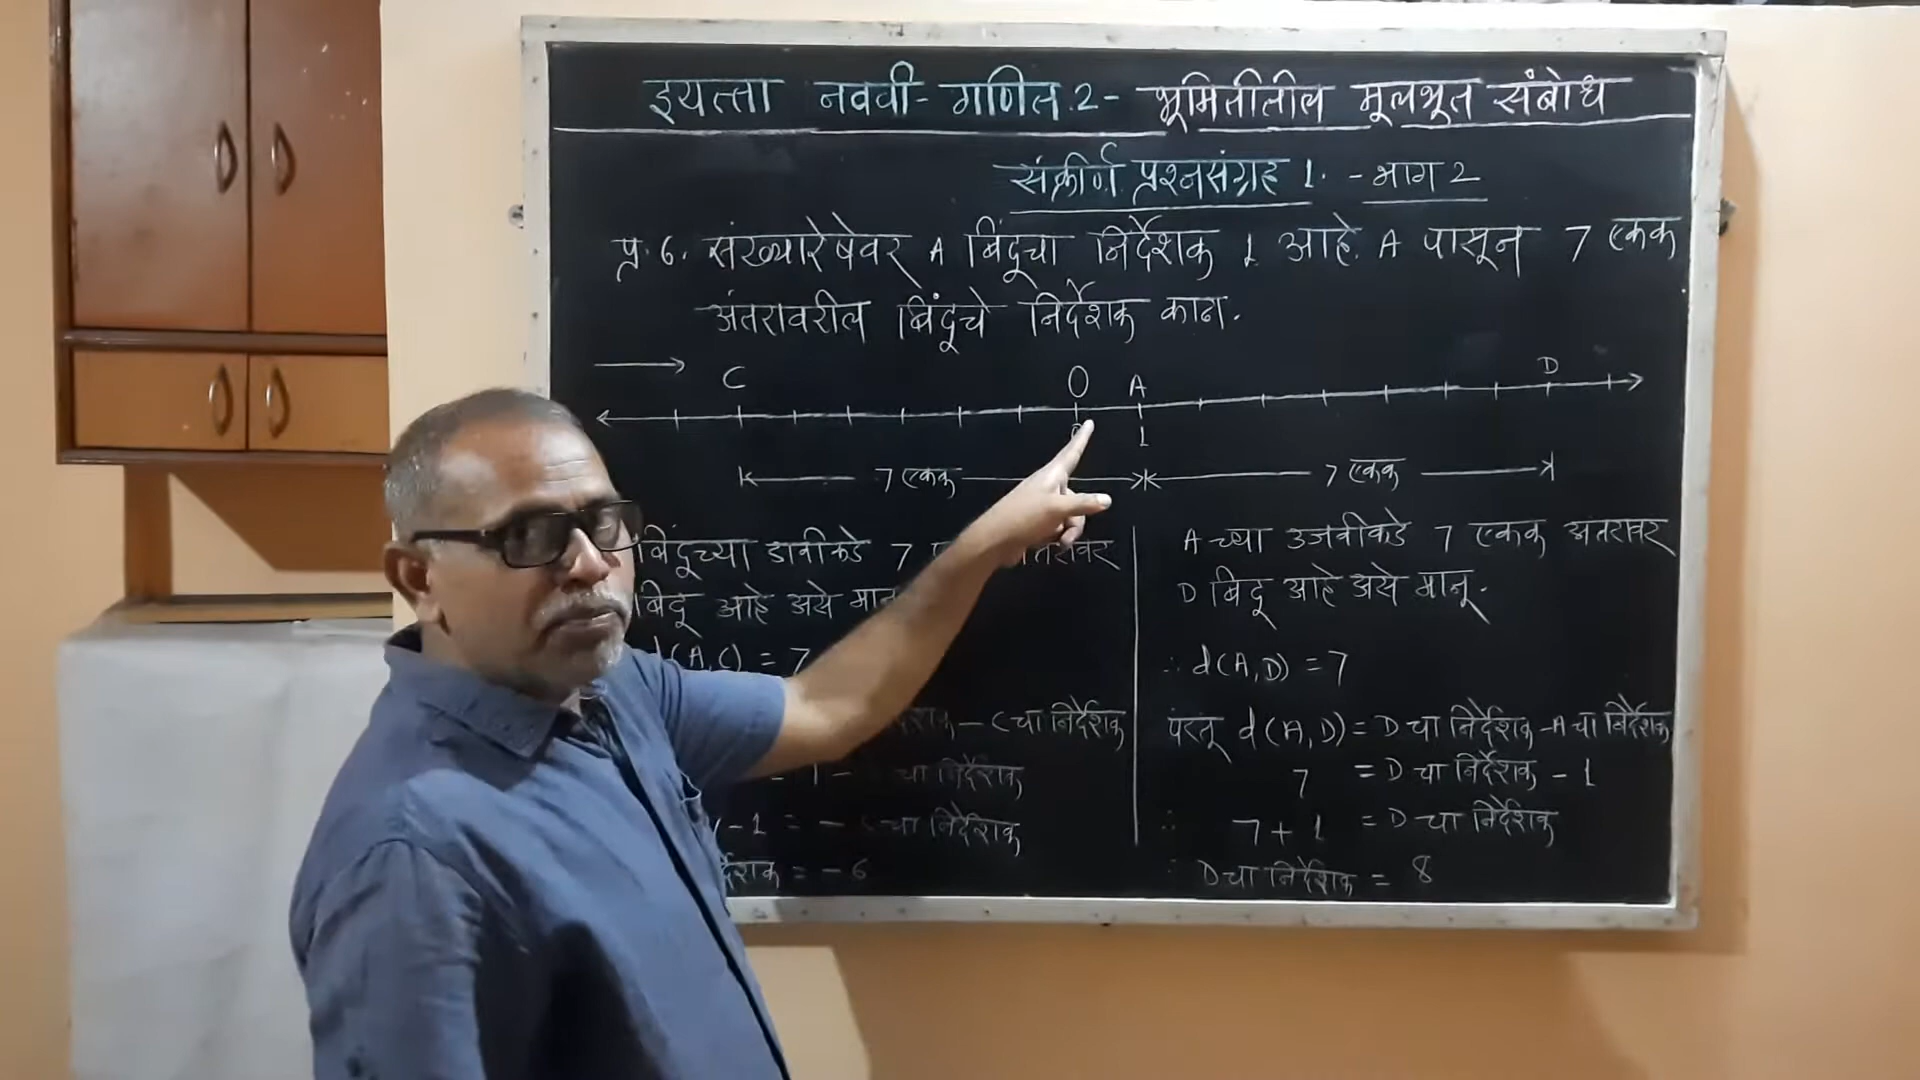 इयत्ता नववी - गणित.2 - भूमितीतील मूलभूत संबोध
संकीर्ण प्रश्नसंग्रह 1. - भाग 2
प्र. 6. संख्यारेषेवर A बिंदूचा निर्देशक 1 आहे. A पासून 7 एकक
अंतरावरील बिंदूंचे निर्देशक काढा.
C O A D
1
7 एकक 7 एकक
बिंदूच्या डावीकडे 7
बिंदू आहे असे
(A, C) = 7
- C चा निर्देशक
चा निर्देशक
- 1 = - चा निर्देशक
= - 6
A च्या उजवीकडे 7 एकक अंतरावर
D बिंदू आहे असे मानू.
∴ d(A, D) = 7
परंतू d(A, D) = D चा निर्देशक - A चा निर्देशक
7 = D चा निर्देशक - 1
∴ 7 + 1 = D चा निर्देशक
∴ D चा निर्देशक = 8